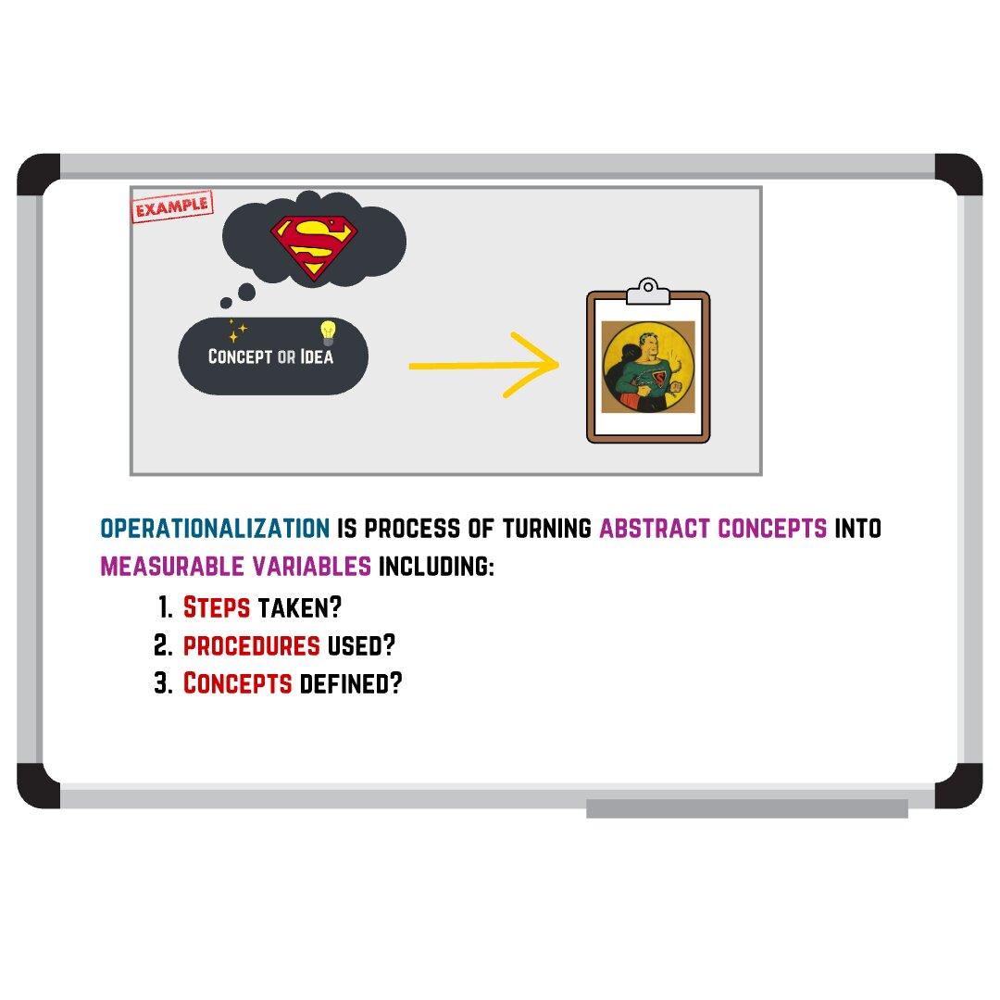 EXAMPLE
CONCEPT OR IDEA
OPERATIONALIZATION IS PROCESS OF TURNING ABSTRACT CONCEPTS INTO
MEASURABLE VARIABLES INCLUDING:
1. STEPS TAKEN?
2. PROCEDURES USED?
3. CONCEPTS DEFINED?